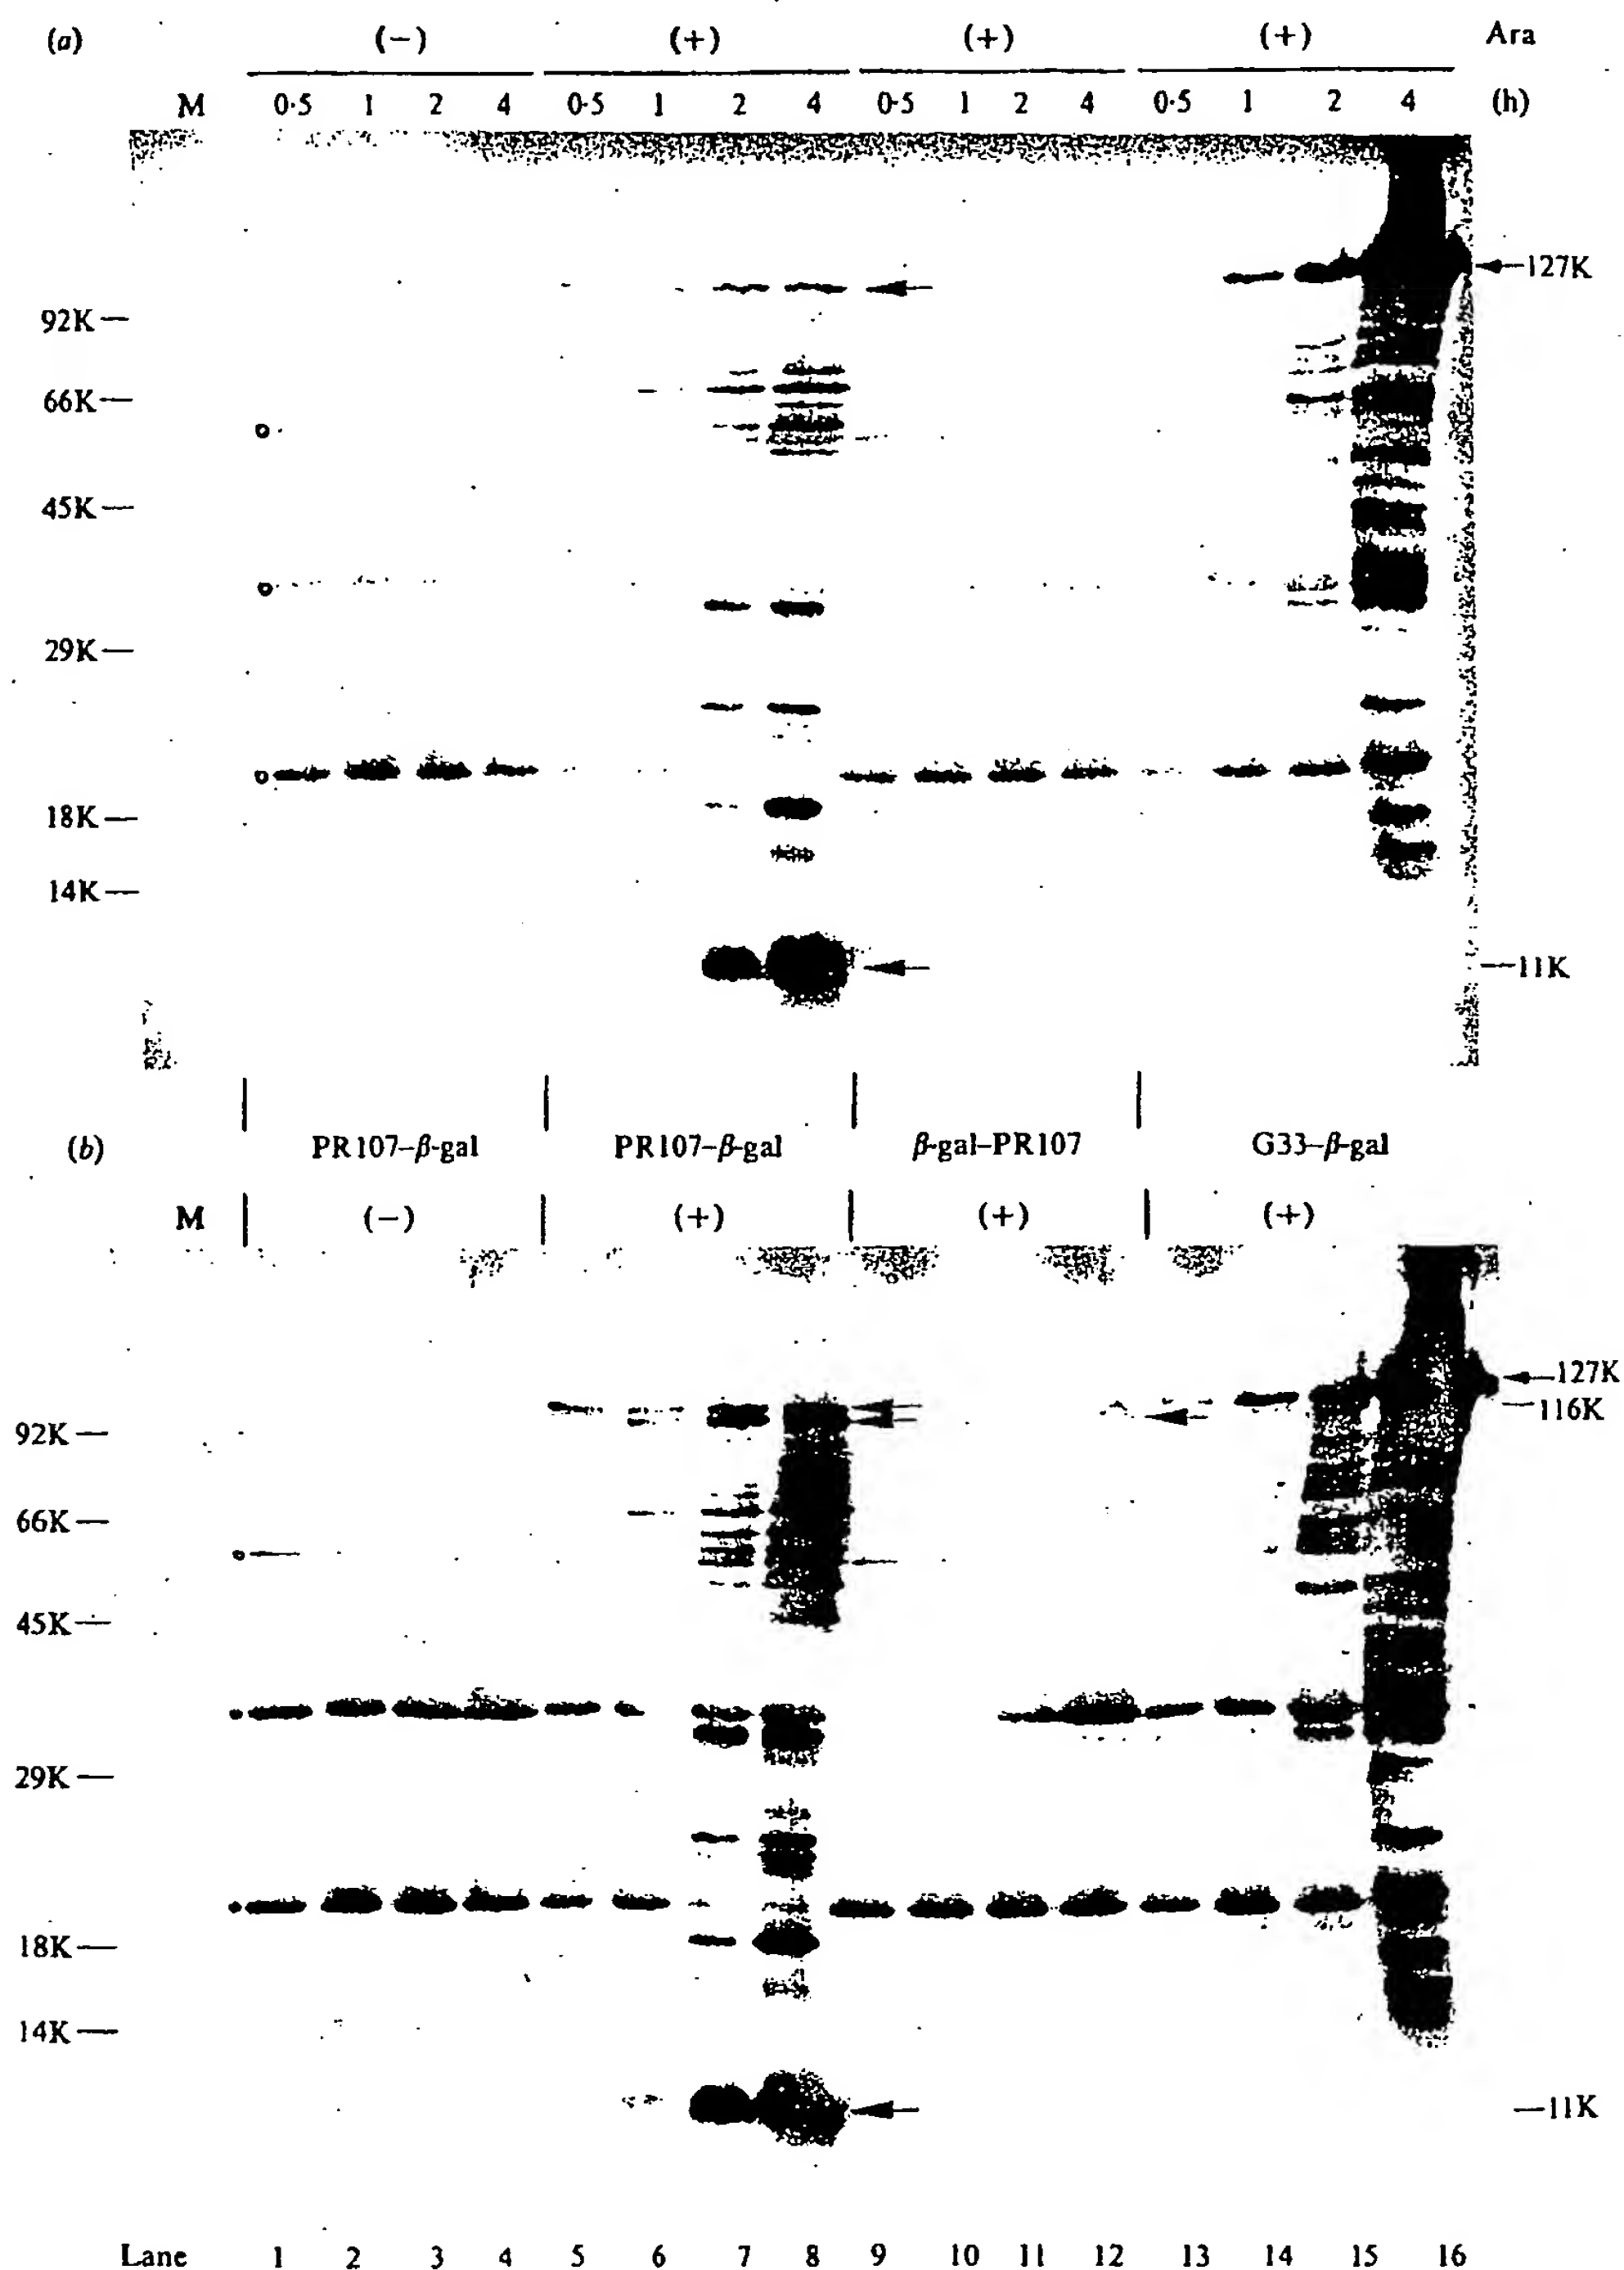 (a) (−) (+) (+) (+) Ara
M 0·5 1 2 4 0·5 1 2 4 0·5 1 2 4 0·5 1 2 4 (h)
127K
92K
66K
45K
29K
18K
14K
11K
(b) PR107–β-gal PR107–β-gal β-gal–PR107 G33–β-gal
M (−) (+) (+) (+)
127K
116K
92K
66K
45K
29K
18K
14K
11K
Lane 1 2 3 4 5 6 7 8 9 10 11 12 13 14 15 16